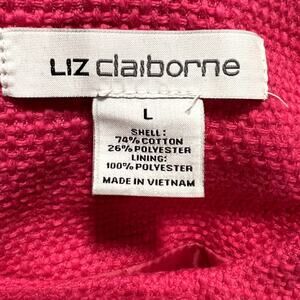 LIZ claiborne
L
SHELL:
74% COTTON
26% POLYESTER
LINING:
100% POLYESTER
MADE IN VIETNAM